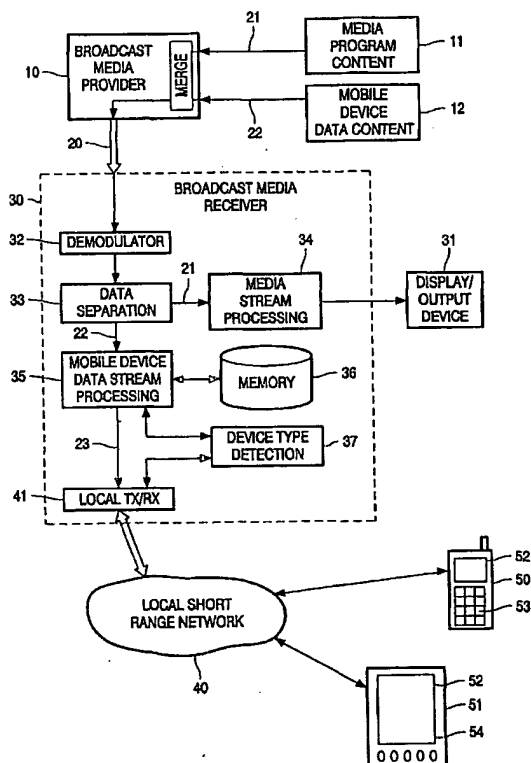 BROADCAST
MEDIA
PROVIDER
MERGE
10
21
MEDIA
PROGRAM
CONTENT
11
22
MOBILE
DEVICE
DATA CONTENT
12
20
30
BROADCAST MEDIA
RECEIVER
32
DEMODULATOR
33
DATA
SEPARATION
21
34
MEDIA
STREAM
PROCESSING
31
DISPLAY/
OUTPUT
DEVICE
22
35
MOBILE DEVICE
DATA STREAM
PROCESSING
MEMORY
36
23
DEVICE TYPE
DETECTION
37
41
LOCAL TX/RX
LOCAL SHORT
RANGE NETWORK
40
52
50
53
52
51
54